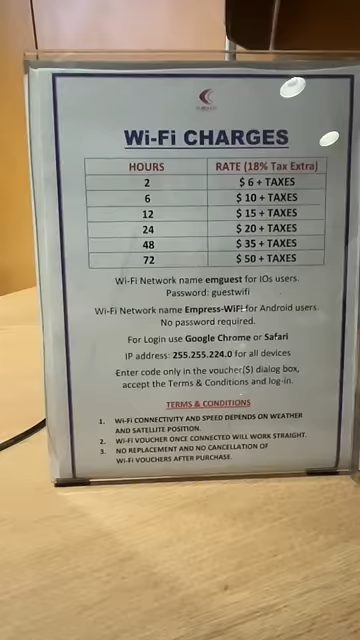 Wi-Fi CHARGES
HOURS RATE (18% Tax Extra)
2 $ 6 + TAXES
6 $ 10 + TAXES
12 $ 15 + TAXES
24 $ 20 + TAXES
48 $ 35 + TAXES
72 $ 50 + TAXES
Wi-Fi Network name emguest for IOs users.
Password: guestwifi
Wi-Fi Network name Empress-WiFi for Android users.
No password required.
For Login use Google Chrome or Safari
IP address: 255.255.224.0 for all devices
Enter code only in the voucher(S) dialog box,
accept the Terms & Conditions and log-in.
TERMS & CONDITIONS
1. Wi-Fi CONNECTIVITY AND SPEED DEPENDS ON WEATHER
AND SATELLITE POSITION.
2. Wi-Fi VOUCHER ONCE CONNECTED WILL WORK STRAIGHT.
3. NO REPLACEMENT AND NO CANCELLATION OF
Wi-Fi VOUCHERS AFTER PURCHASE.